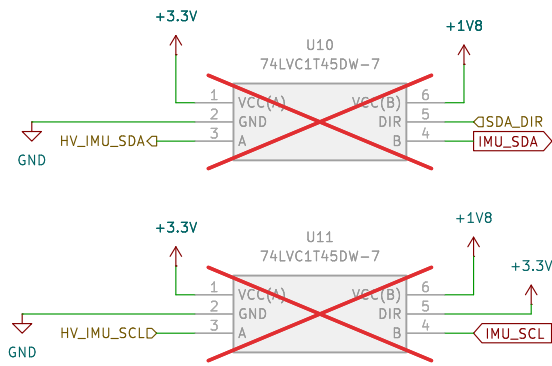 +3.3V
U10
74LVC1T45DW-7
+1V8
1 VCC(A) VCC(B) 6
2 GND DIR 5 SDA_DIR
GND
HV_IMU_SDA 3 A B 4 IMU_SDA
+3.3V
U11
74LVC1T45DW-7
+1V8
+3.3V
1 VCC(A) VCC(B) 6
2 GND DIR 5
GND
HV_IMU_SCL 3 A B 4 IMU_SCL